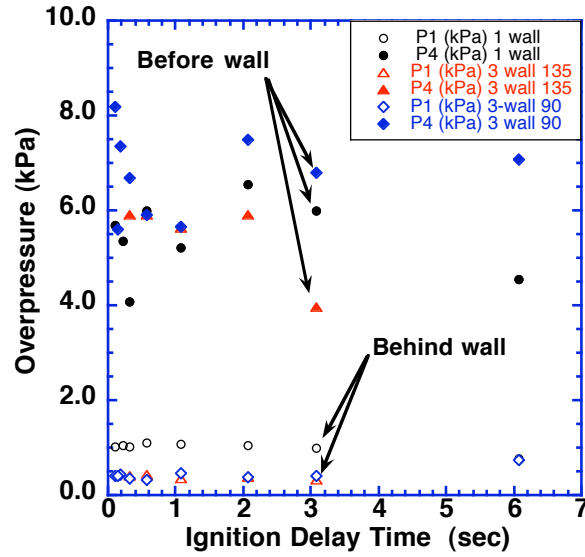 10.0
8.0
6.0
4.0
2.0
0.0
Overpressure (kPa)
P1 (kPa) 1 wall
P4 (kPa) 1 wall
P1 (kPa) 3 wall 135
P4 (kPa) 3 wall 135
P1 (kPa) 3-wall 90
P4 (kPa) 3 wall 90
Before wall
Behind wall
0 1 2 3 4 5 6 7
Ignition Delay Time (sec)